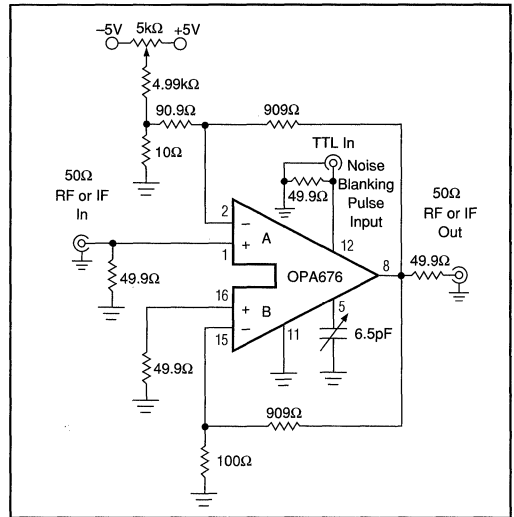 –5V 5kΩ +5V
4.99kΩ
90.9Ω 909Ω
10Ω
TTL In
Noise
Blanking
Pulse
Input
49.9Ω
50Ω
RF or IF
In
50Ω
RF or IF
Out
2 – A
+
1
12
8 49.9Ω
49.9Ω
OPA676
16
+ B
15 –
5
6.5pF
11
49.9Ω
909Ω
100Ω